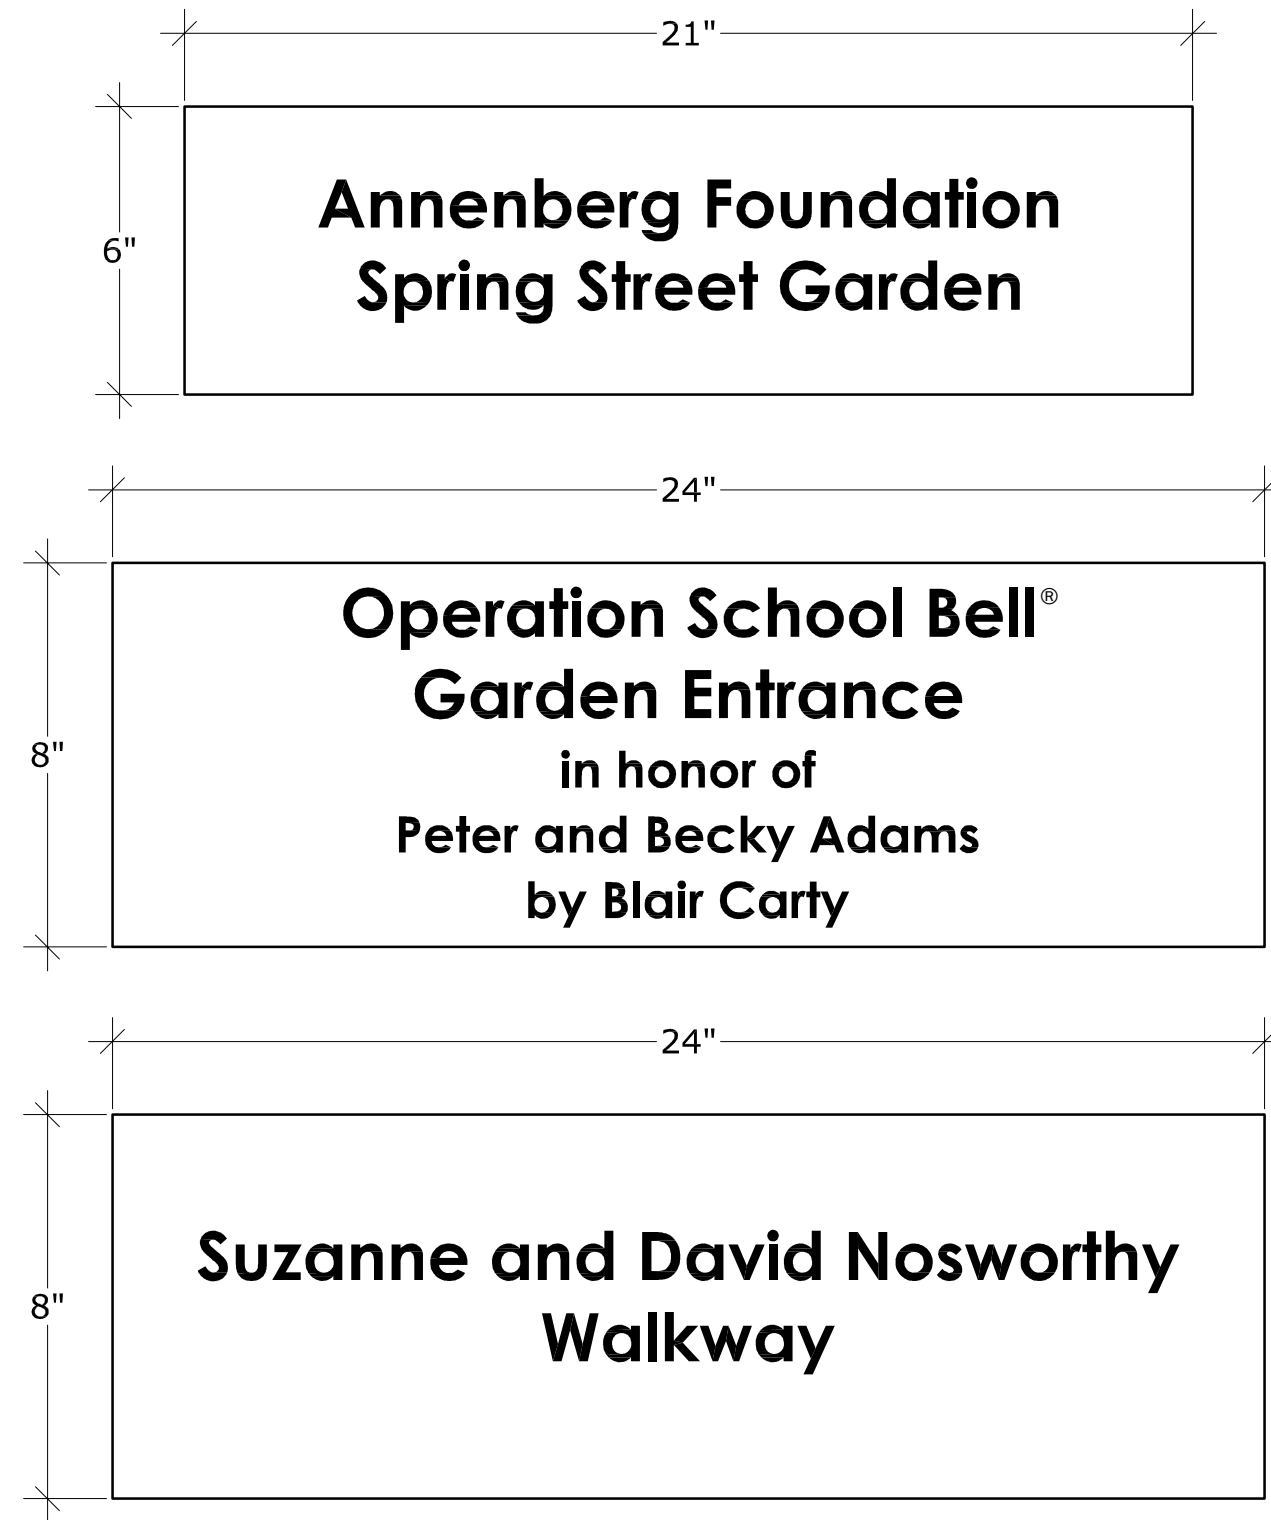 21"
6"
Annenberg Foundation
Spring Street Garden
24"
8"
Operation School Bell®
Garden Entrance
in honor of
Peter and Becky Adams
by Blair Carty
24"
8"
Suzanne and David Nosworthy
Walkway